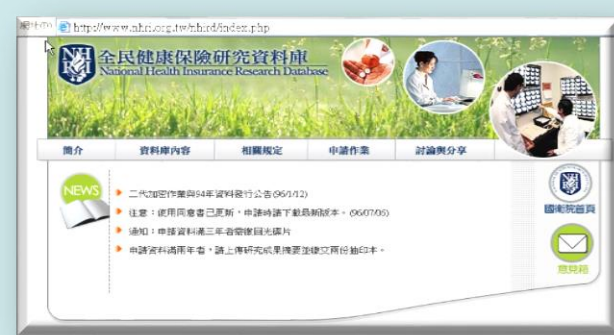 網址(D) http://www.nhri.org.tw/nhird/index.php
全民健康保險研究資料庫
National Health Insurance Research Database
簡介 資料庫內容 相關規定 申請作業 討論與分享
NEWS
二代加密作業與94年資料發行公告(96/1/12)
注意：使用同意書已更新，申請時請下載最新版本。(96/07/05)
通知：申請資料滿三年者需繳回光碟片
申請資料滿兩年者，請上傳研究成果摘要並繳交兩份抽印本。
國衛院首頁
意見箱